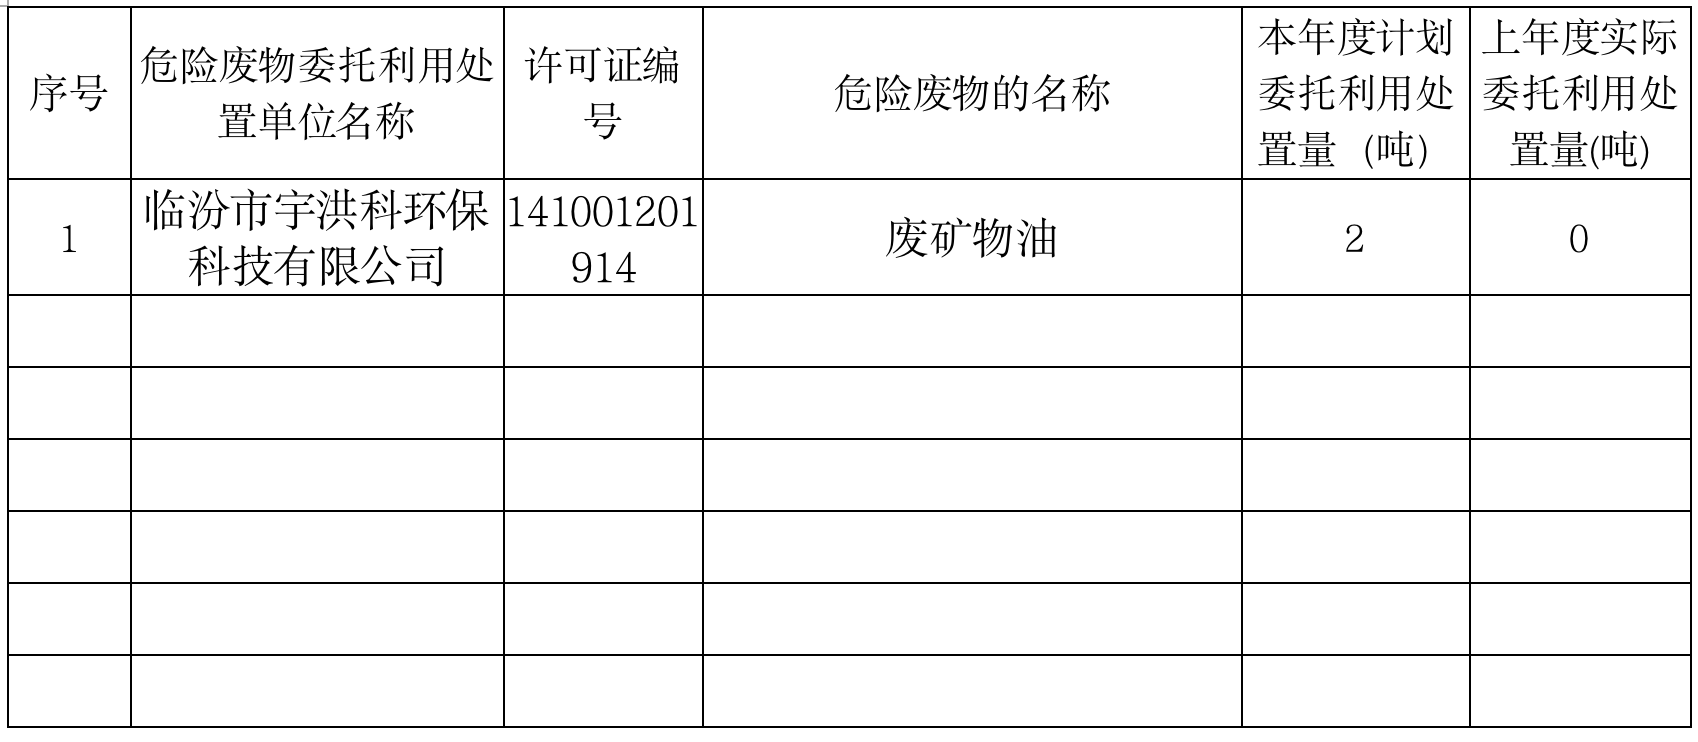 序号
危险废物委托利用处
置单位名称
许可证编
号
危险废物的名称
本年度计划
委托利用处
置量（吨）
上年度实际
委托利用处
置量(吨)
1
临汾市宇洪科环保
科技有限公司
141001201
914
废矿物油
2
0